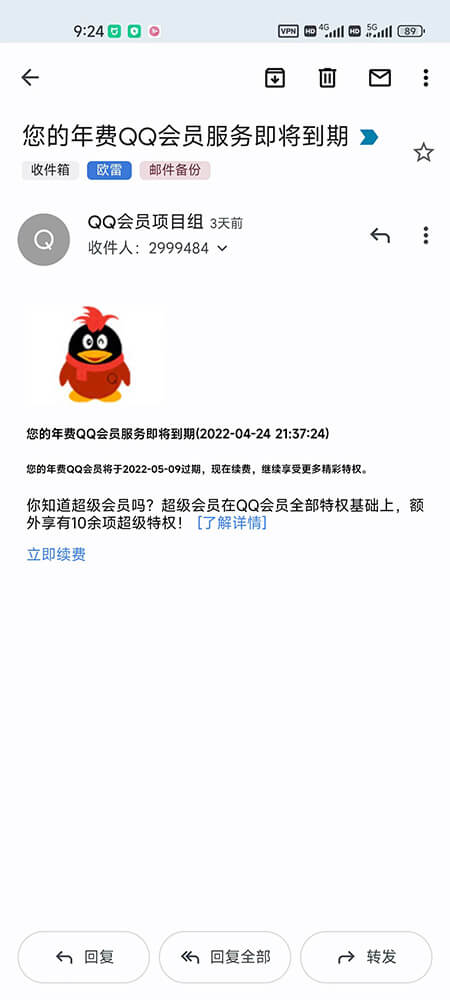 9:24
VPN HD 4G HD 5G 89
您的年费QQ会员服务即将到期
收件箱 欧雷 邮件备份
Q
QQ会员项目组 3天前
收件人：2999484
您的年费QQ会员服务即将到期(2022-04-24 21:37:24)
您的年费QQ会员将于2022-05-09过期，现在续费，继续享受更多精彩特权。
你知道超级会员吗？超级会员在QQ会员全部特权基础上，额
外享有10余项超级特权！ [了解详情]
立即续费
回复 回复全部 转发